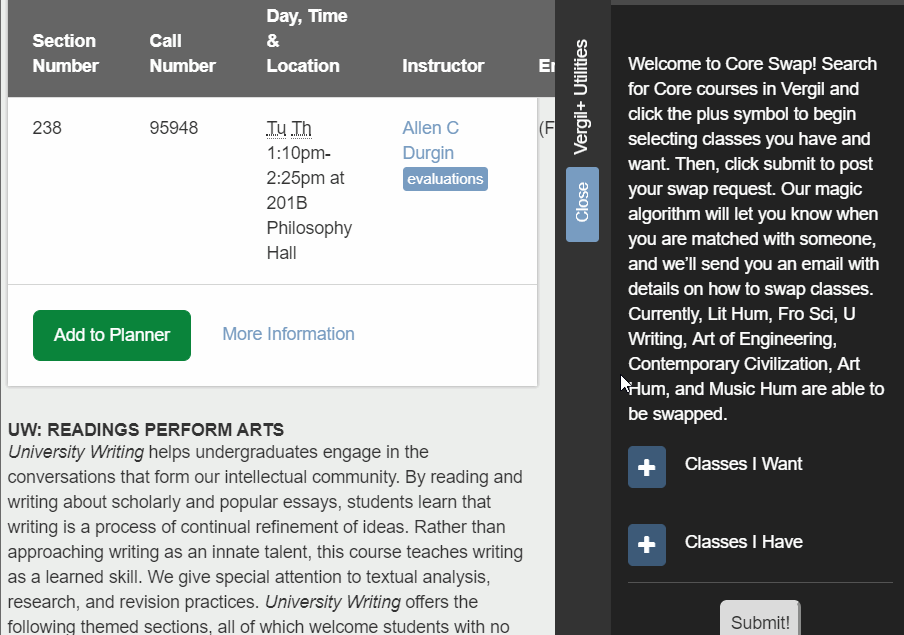 Section Number
Call Number
Day, Time & Location
Instructor
238
95948
Tu Th
1:10pm-
2:25pm at
201B
Philosophy
Hall
Allen C
Durgin
evaluations
(F
Add to Planner
More Information
UW: READINGS PERFORM ARTS
University Writing helps undergraduates engage in the
conversations that form our intellectual community. By reading and
writing about scholarly and popular essays, students learn that
writing is a process of continual refinement of ideas. Rather than
approaching writing as an innate talent, this course teaches writing
as a learned skill. We give special attention to textual analysis,
research, and revision practices. University Writing offers the
following themed sections, all of which welcome students with no
Vergil+ Utilities
Close
Welcome to Core Swap! Search
for Core courses in Vergil and
click the plus symbol to begin
selecting classes you have and
want. Then, click submit to post
your swap request. Our magic
algorithm will let you know when
you are matched with someone,
and we’ll send you an email with
details on how to swap classes.
Currently, Lit Hum, Fro Sci, U
Writing, Art of Engineering,
Contemporary Civilization, Art
Hum, and Music Hum are able to
be swapped.
Classes I Want
Classes I Have
Submit!